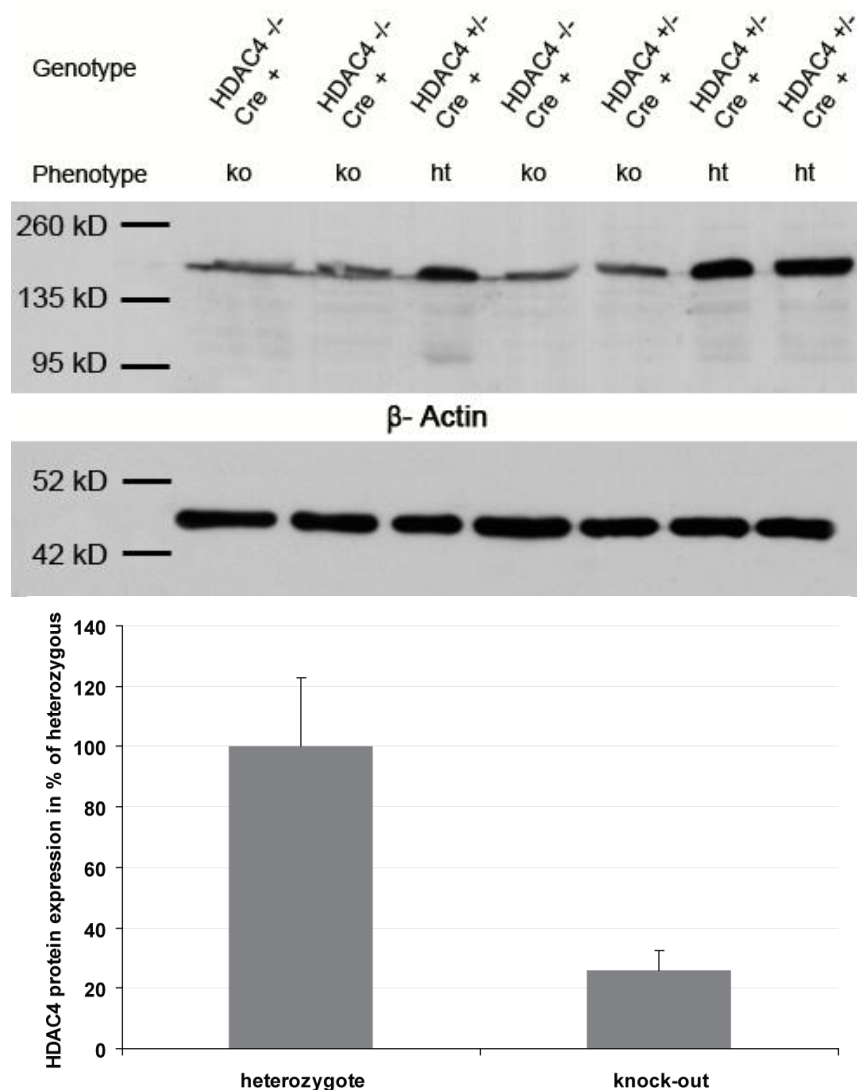 Genotype
HDAC4 -/-
Cre +
HDAC4 -/-
Cre +
HDAC4 +/-
Cre +
HDAC4 -/-
Cre +
HDAC4 +/-
Cre +
HDAC4 +/-
Cre +
HDAC4 +/-
Cre +
Phenotype ko ko ht ko ko ht ht
260 kD
135 kD
95 kD
β- Actin
52 kD
42 kD
HDAC4 protein expression in % of heterozygous
140
120
100
80
60
40
20
0
heterozygote knock-out